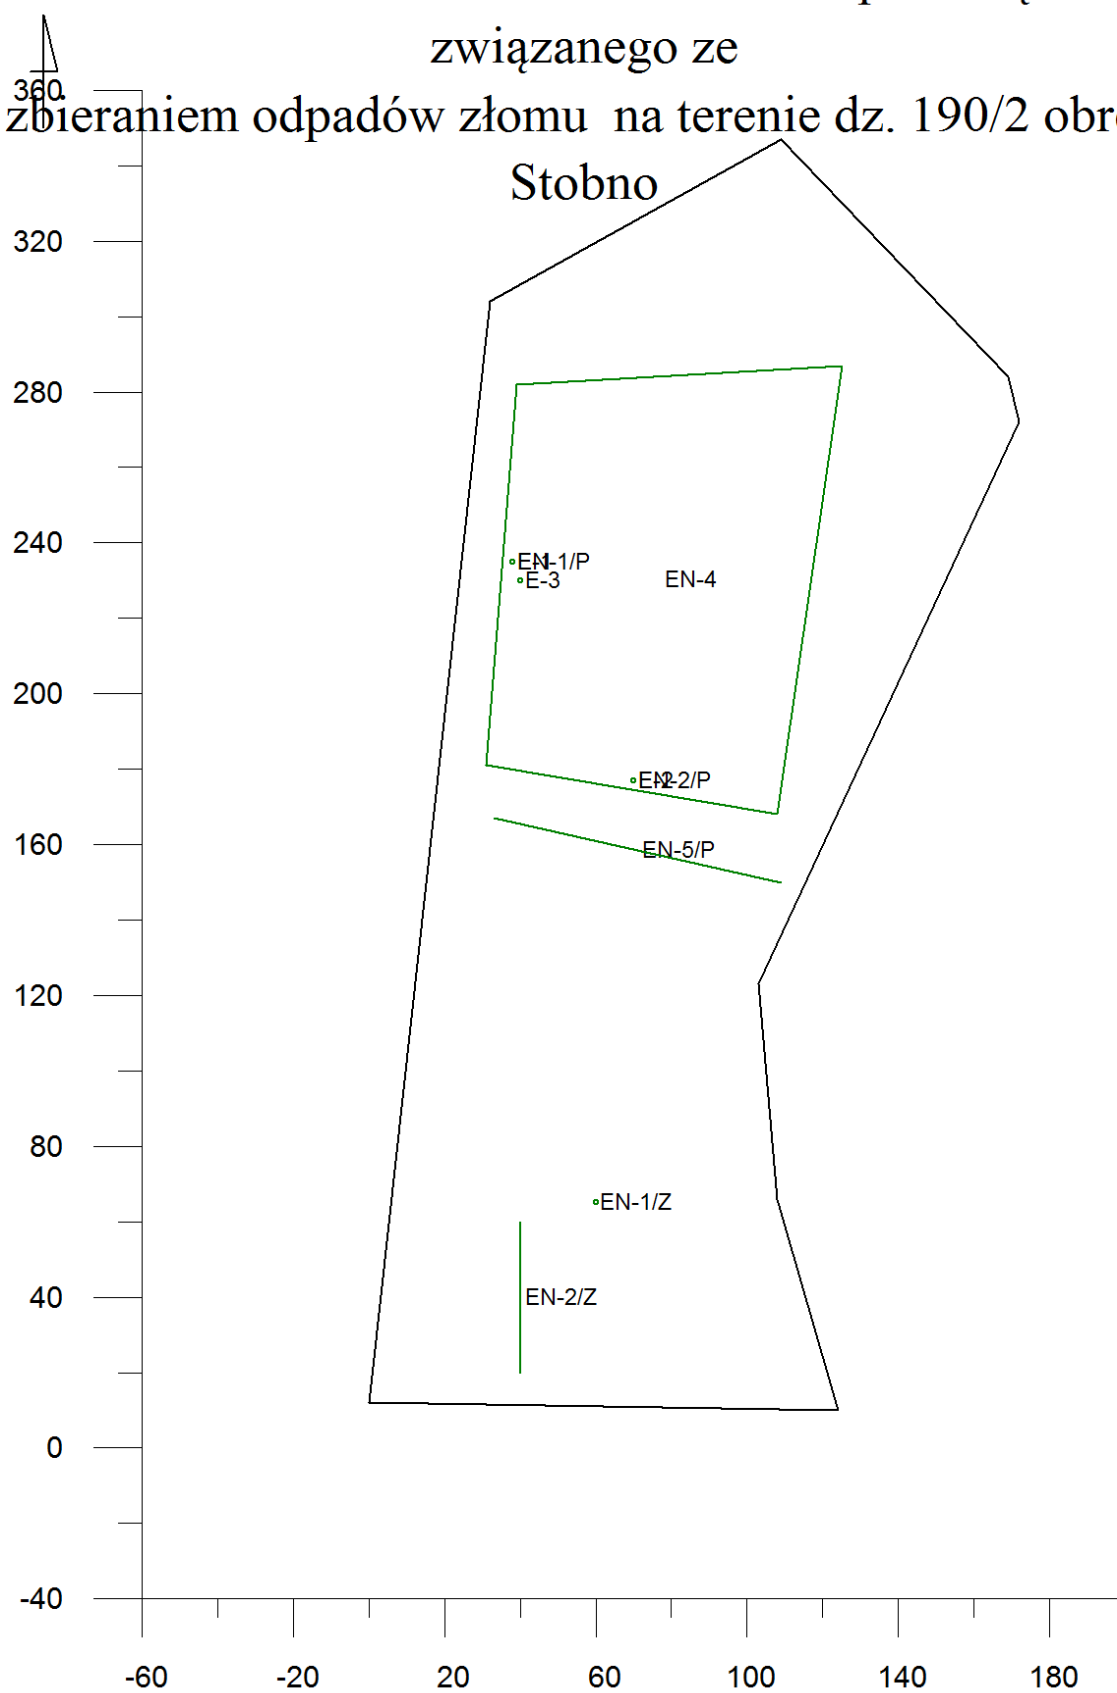 związanego ze
360
zbieraniem odpadów złomu na terenie dz. 190/2 obr
Stobno
320
280
240
EN-1/P
E-3
EN-4
200
EN-2/P
160
EN-5/P
120
80
EN-1/Z
40
EN-2/Z
0
-40
-60 -20 20 60 100 140 180